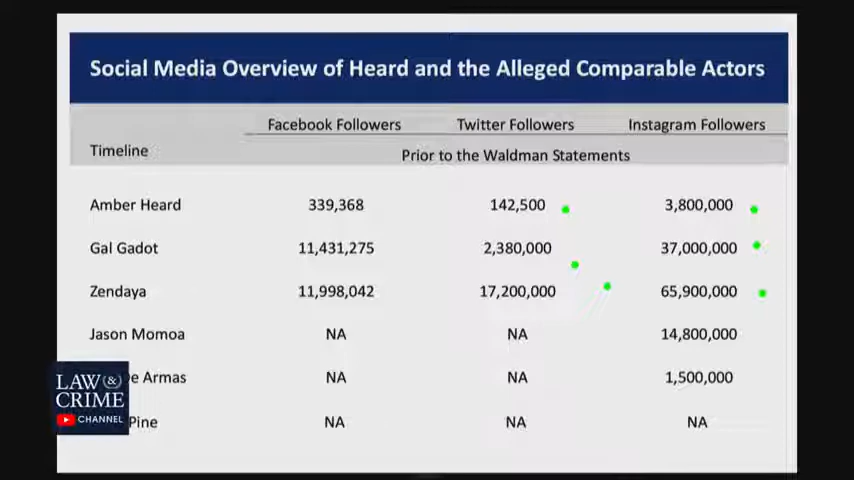 Social Media Overview of Heard and the Alleged Comparable Actors
Facebook Followers Twitter Followers Instagram Followers
Timeline
Prior to the Waldman Statements
Amber Heard 339,368 142,500 3,800,000
Gal Gadot 11,431,275 2,380,000 37,000,000
Zendaya 11,998,042 17,200,000 65,900,000
Jason Momoa NA NA 14,800,000
De Armas NA NA 1,500,000
Pine NA NA NA
LAW &
CRIME
CHANNEL